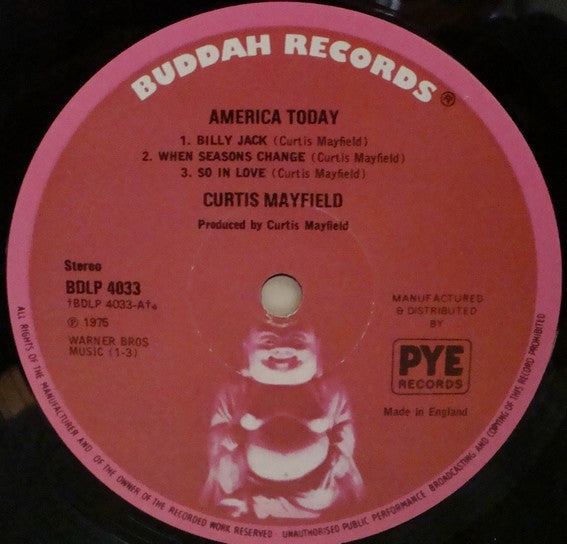 BUDDAH RECORDS®
AMERICA TODAY
1. BILLY JACK (Curtis Mayfield)
2. WHEN SEASONS CHANGE (Curtis Mayfield)
3. SO IN LOVE (Curtis Mayfield)
CURTIS MAYFIELD
Produced by Curtis Mayfield
Stereo
BDLP 4033
†BDLP 4033-A†
℗ 1975
WARNER BROS
MUSIC (1-3)
MANUFACTURED
& DISTRIBUTED
BY
PYE
RECORDS
Made in England
ALL RIGHTS OF THE MANUFACTURER AND OF THE OWNER OF THE RECORDED WORK RESERVED · UNAUTHORISED PUBLIC PERFORMANCE BROADCASTING AND COPYING OF THIS RECORD PROHIBITED